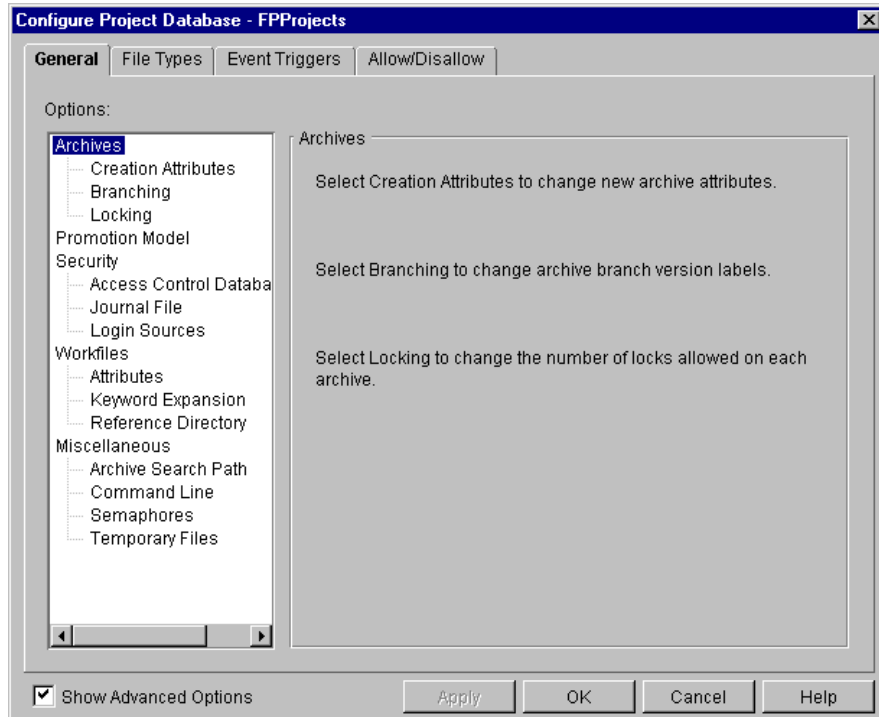 Configure Project Database - FPProjects
General
File Types
Event Triggers
Allow/Disallow
Options:
Archives
Creation Attributes
Branching
Locking
Promotion Model
Security
Access Control Databa
Journal File
Login Sources
Workfiles
Attributes
Keyword Expansion
Reference Directory
Miscellaneous
Archive Search Path
Command Line
Semaphores
Temporary Files
Archives
Select Creation Attributes to change new archive attributes.
Select Branching to change archive branch version labels.
Select Locking to change the number of locks allowed on each
archive.
Show Advanced Options
Apply
OK
Cancel
Help